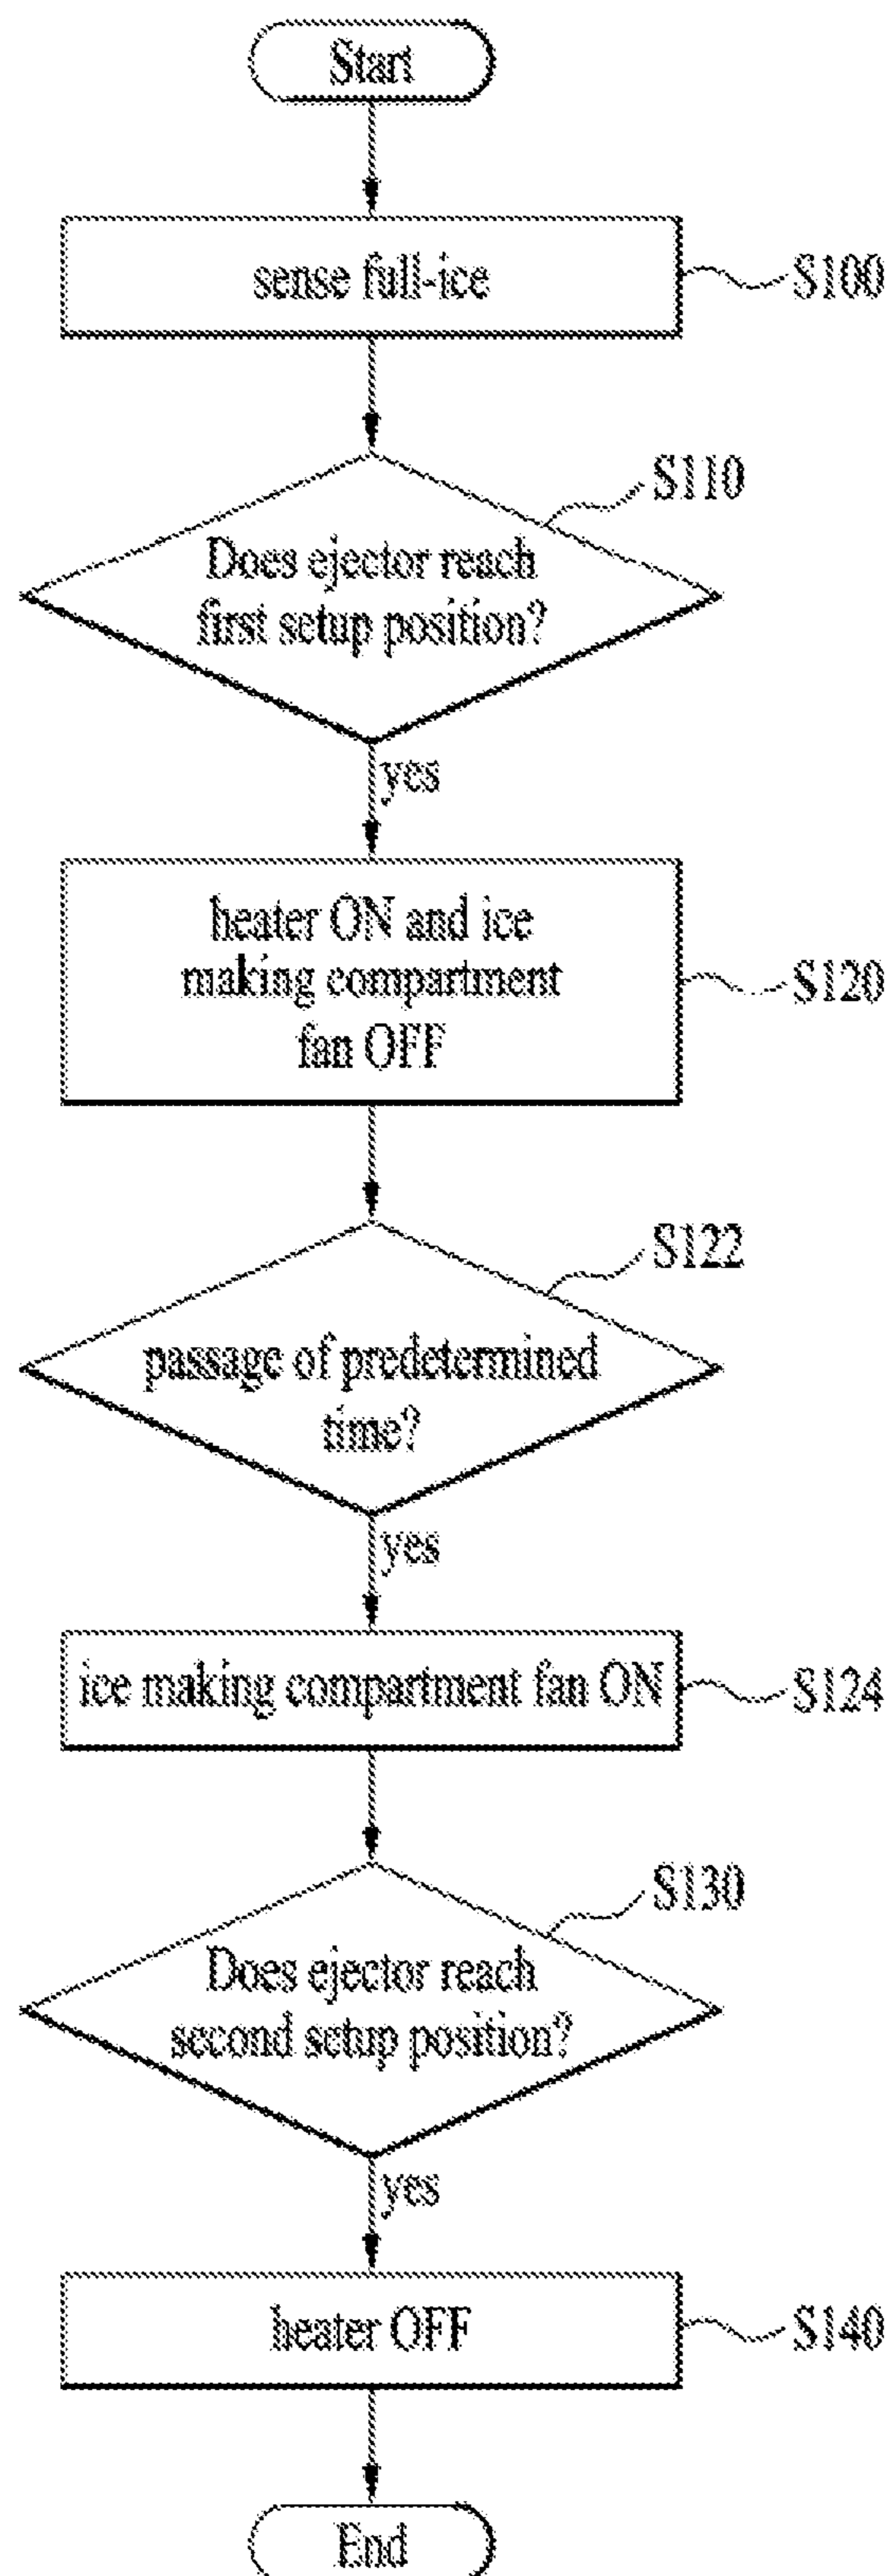 Start
sense full-ice
S100
S110
Does ejector reach
first setup position?
yes
heater ON and ice
making compartment
fan OFF
S120
S122
passage of predetermined
time?
yes
ice making compartment fan ON
S124
S130
Does ejector reach
second setup position?
yes
heater OFF
S140
End